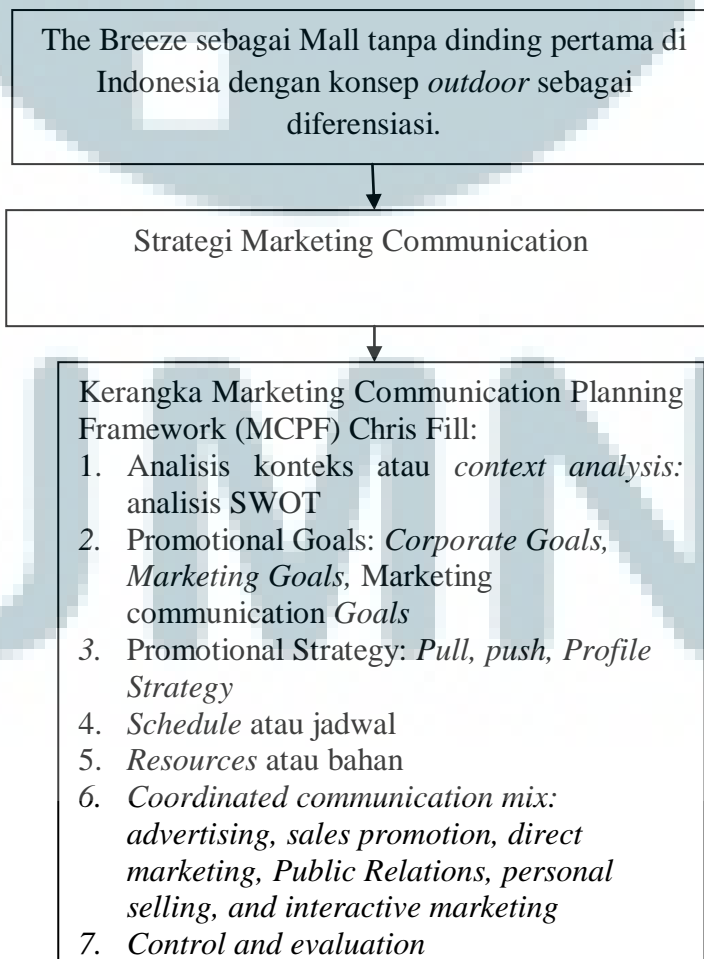 The Breeze sebagai Mall tanpa dinding pertama di
Indonesia dengan konsep outdoor sebagai
diferensiasi.
Strategi Marketing Communication
Kerangka Marketing Communication Planning
Framework (MCPF) Chris Fill:
1. Analisis konteks atau context analysis:
analisis SWOT
2. Promotional Goals: Corporate Goals,
Marketing Goals, Marketing
communication Goals
3. Promotional Strategy: Pull, push, Profile
Strategy
4. Schedule atau jadwal
5. Resources atau bahan
6. Coordinated communication mix:
advertising, sales promotion, direct
marketing, Public Relations, personal
selling, and interactive marketing
7. Control and evaluation
UMN